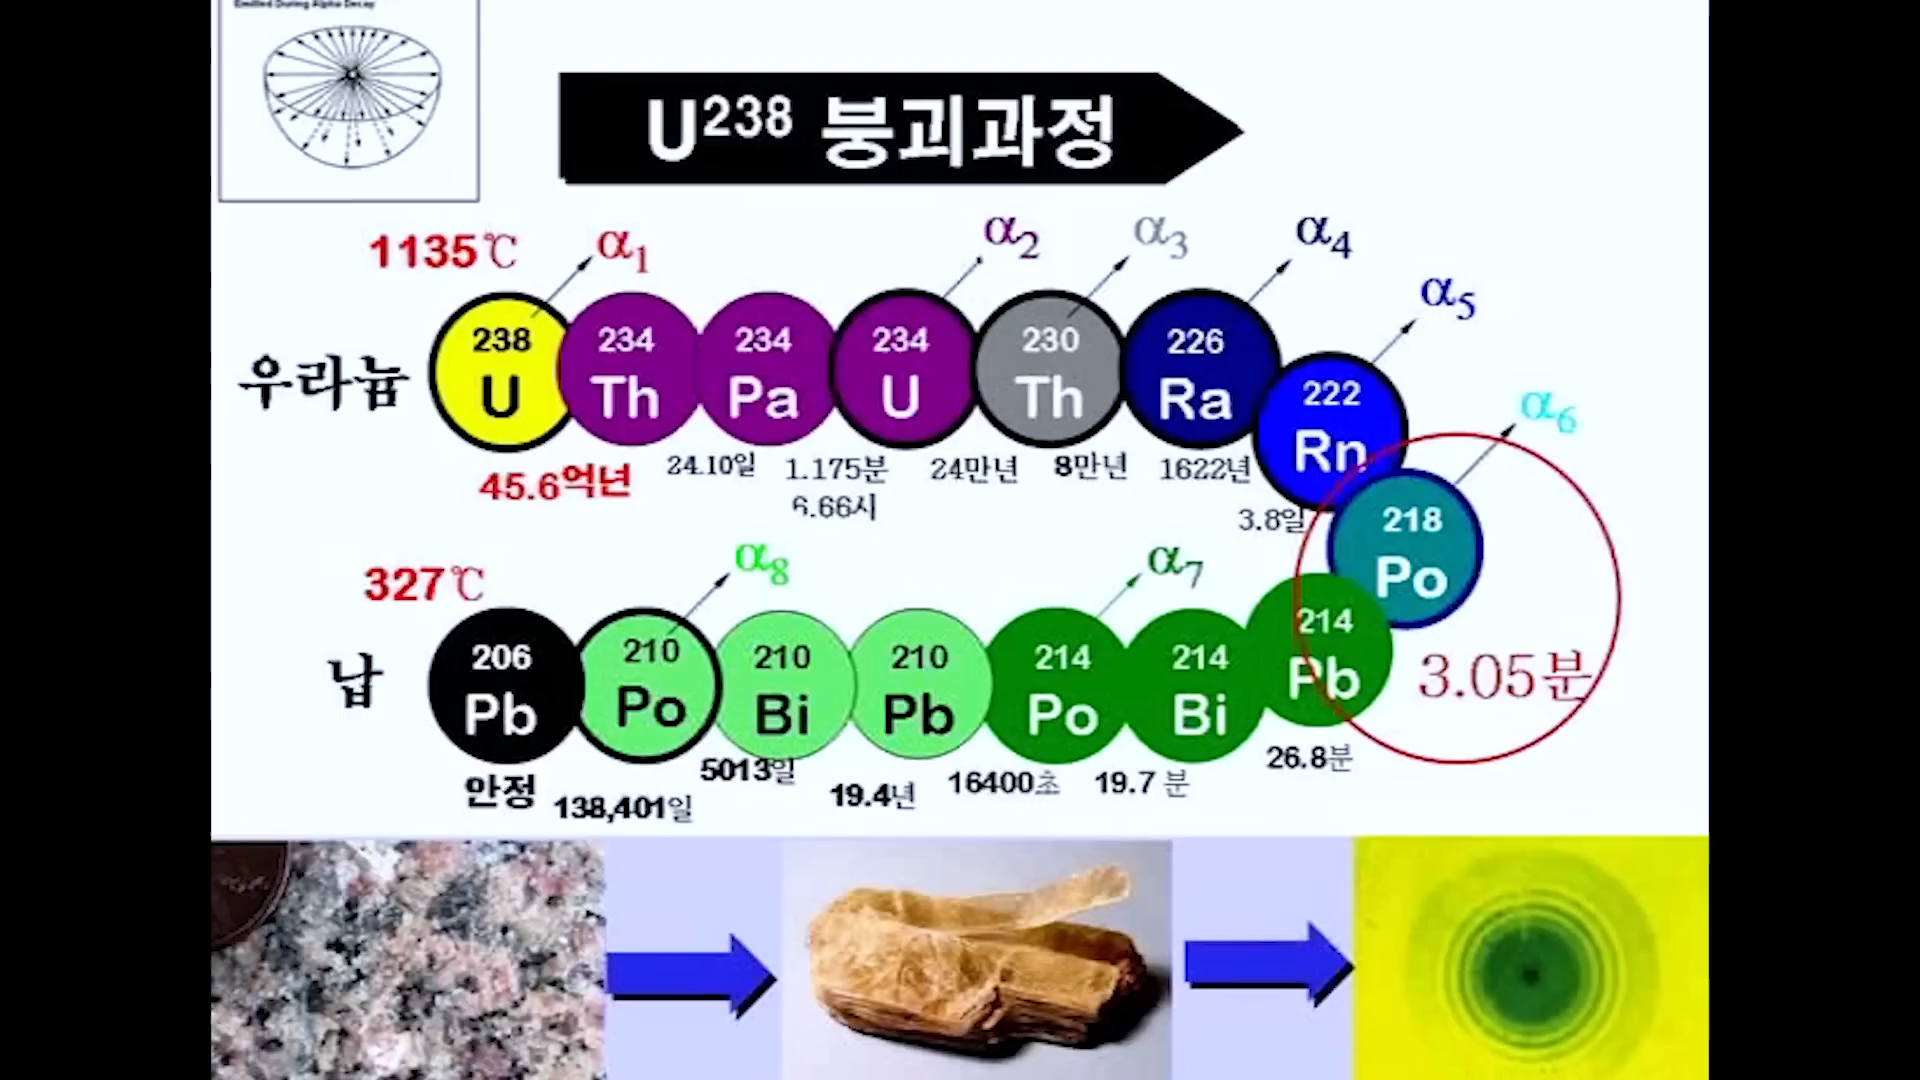 Emitted During Alpha Decay
U238 붕괴과정
1135℃
α1
α2
α3
α4
α5
α6
우라늄
238 U
234 Th
234 Pa
234 U
230 Th
226 Ra
222 Rn
218 Po
45.6억년
24.10일
1.175분
6.66시
24만년
8만년
1622년
3.8일
3.05분
327℃
α8
α7
납
206 Pb
210 Po
210 Bi
210 Pb
214 Po
214 Bi
214 Pb
안정
138,401일
5013일
19.4년
16400초
19.7 분
26.8분